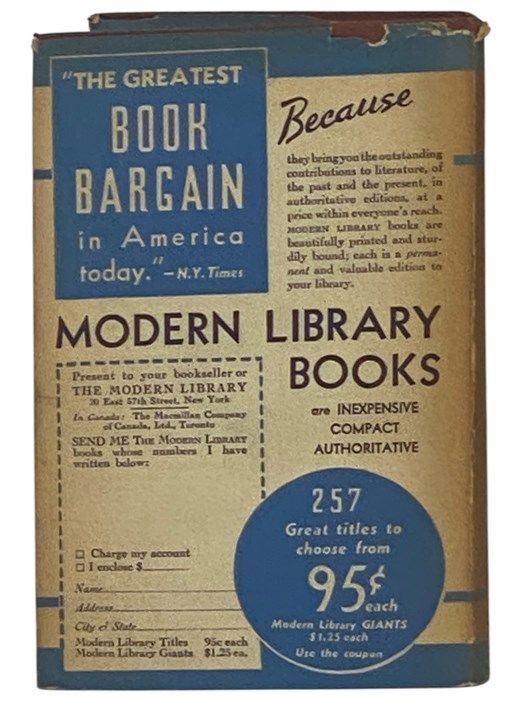 "THE GREATEST
BOOK
BARGAIN
in America
today." —N.Y. Times
Because
they bring you the outstanding
contributions to literature, of
the past and the present, in
authoritative editions, at a
price within everyone's reach.
MODERN LIBRARY books are
beautifully printed and stur-
dily bound; each is a perma-
nent and valuable edition to
your library.
MODERN LIBRARY
BOOKS
are INEXPENSIVE
COMPACT
AUTHORITATIVE
Present to your bookseller or
THE MODERN LIBRARY
20 East 57th Street, New York
In Canada: The Macmillan Company
of Canada, Ltd., Toronto
SEND ME THE MODERN LIBRARY
books whose numbers I have
written below:
☐ Charge my account
☐ I enclose $
Name
Address
City & State
Modern Library Titles 95c each
Modern Library Giants $1.25 ea.
257
Great titles to
choose from
95¢
each
Modern Library GIANTS
$1.25 each
Use the coupon